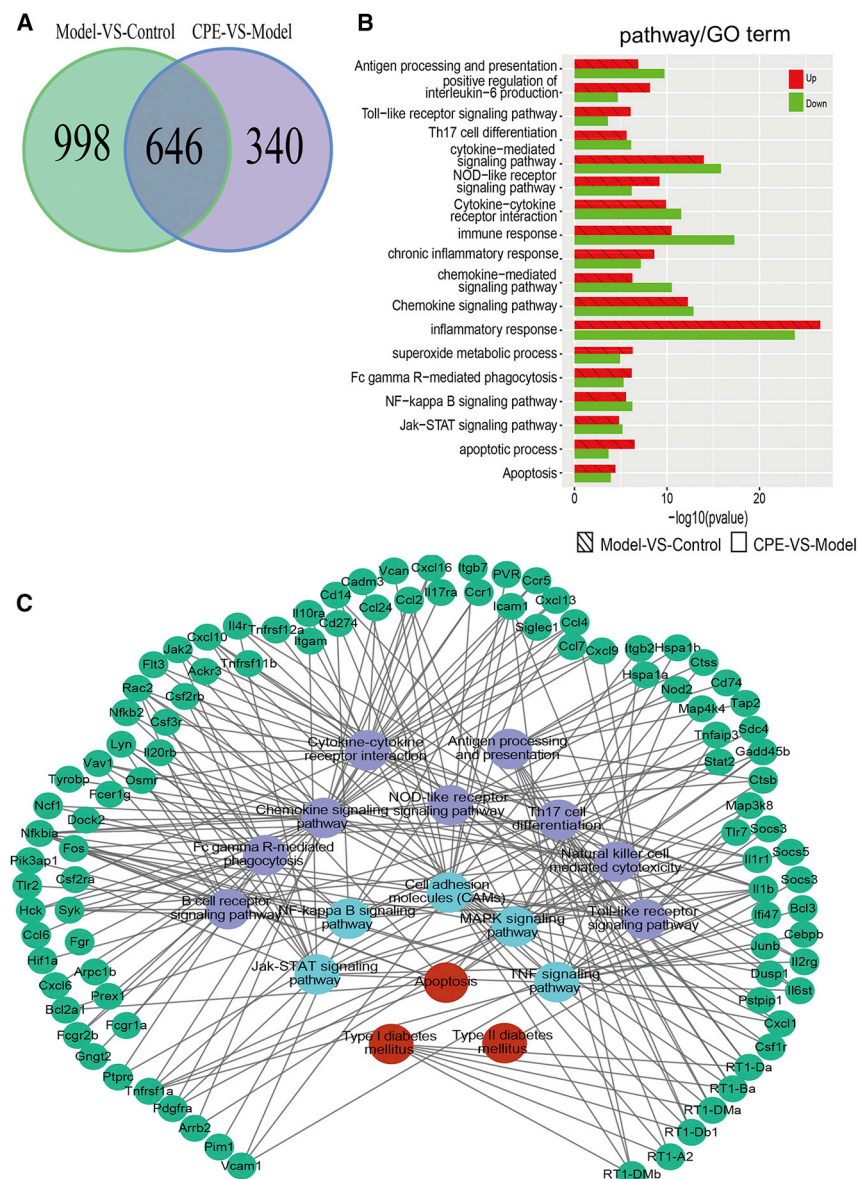 A
Model-VS-Control
CPE-VS-Model
998
646
340
B
pathway/GO term
Antigen processing and presentation
positive regulation of
interleukin−6 production
Toll−like receptor signaling pathway
Th17 cell differentiation
cytokine−mediated
signaling pathway
NOD−like receptor
signaling pathway
Cytokine−cytokine
receptor interaction
immune response
chronic inflammatory response
chemokine−mediated
signaling pathway
Chemokine signaling pathway
inflammatory response
superoxide metabolic process
Fc gamma R−mediated phagocytosis
NF−kappa B signaling pathway
Jak−STAT signaling pathway
apoptotic process
Apoptosis
Up
Down
0
10
20
−log10(pvalue)
Model-VS-Control
CPE-VS-Model
C
Cxcl16
Itgb7
Vcan
PVR
Ccr5
Cadm3
Il17ra
Ccr1
Cd14
Ccl2
Cxcl13
Ccl24
Icam1
Il10ra
Cd274
Siglec1
Ccl4
Il4r
Tnfrsf12a
Itgam
Ccl7
Cxcl9
Cxcl10
Itgb2
Hspa1b
Jak2
Ctss
Flt3
Ackr3
Tnfrsf11b
Hspa1a
Cd74
Rac2
Csf2rb
Nod2
Tap2
Nfkb2
Csf3r
Map4k4
Sdc4
Lyn
Il20rb
Tnfaip3
Gadd45b
Vav1
Osmr
Stat2
Tyrobp
Fcer1g
Ctsb
Ncf1
Dock2
Map3k8
Nfkbia
Fos
Tlr7
Socs3
Pik3ap1
Il1r1
Socs5
Tlr2
Csf2ra
Il1b
Socs3
Hck
Syk
Ifi47
Bcl3
Ccl6
Fgr
Cebpb
Hif1a
Arpc1b
Junb
Il2rg
Cxcl6
Prex1
Dusp1
Il6st
Bcl2a1
Fcgr1a
Pstpip1
Fcgr2b
Cxcl1
Gngt2
Csf1r
Ptprc
RT1-Da
Tnfrsf1a
RT1-Ba
Pdgfra
RT1-DMa
Arrb2
RT1-Db1
Pim1
RT1-A2
Vcam1
RT1-DMb
Cytokine-cytokine
receptor interaction
Antigen processing
and presentation
Chemokine signaling
pathway
NOD-like receptor
signaling pathway
Th17 cell
differentiation
Fc gamma R-mediated
phagocytosis
Natural killer cell
mediated cytotoxicity
B cell receptor
signaling pathway
NF-kappa B signaling
pathway
Cell adhesion
molecules (CAMs)
MAPK signaling
pathway
Toll-like receptor
signaling pathway
Jak-STAT signaling
pathway
Apoptosis
TNF signaling
pathway
Type I diabetes
mellitus
Type II diabetes
mellitus